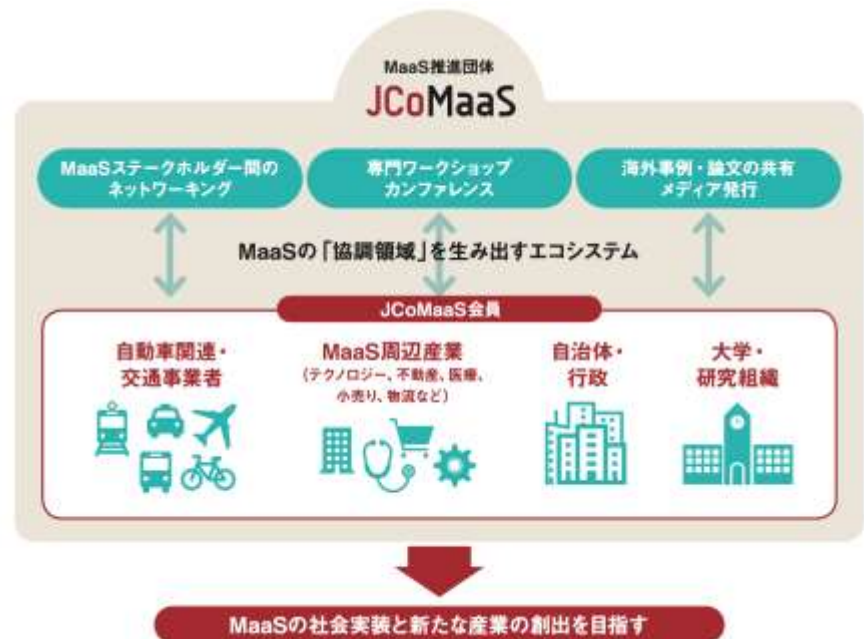 MaaS推進団体
JCoMaaS
MaaSステークホルダー間の
ネットワーキング
専門ワークショップ
カンファレンス
海外事例・論文の共有
メディア発行
MaaSの「協調領域」を生み出すエコシステム
JCoMaaS会員
自動車関連・
交通事業者
MaaS周辺産業
（テクノロジー、不動産、医療、
小売り、物流など）
自治体・
行政
大学・
研究組織
MaaSの社会実装と新たな産業の創出を目指す